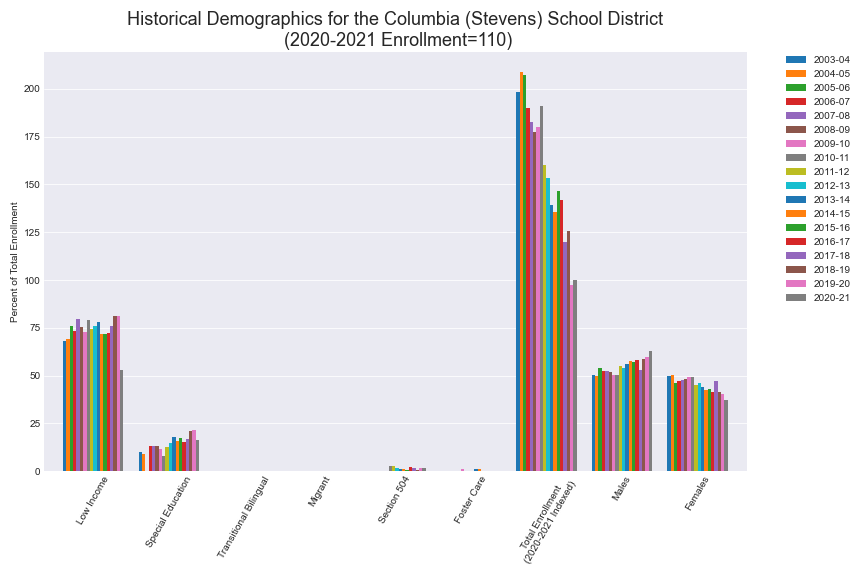 Historical Demographics for the Columbia (Stevens) School District
(2020-2021 Enrollment=110)
Percent of Total Enrollment
200
175
150
125
100
75
50
25
0
Low Income
Special Education
Transitional Bilingual
Migrant
Section 504
Foster Care
Total Enrollment
(2020-2021 Indexed)
Males
Females
2003-04
2004-05
2005-06
2006-07
2007-08
2008-09
2009-10
2010-11
2011-12
2012-13
2013-14
2014-15
2015-16
2016-17
2017-18
2018-19
2019-20
2020-21